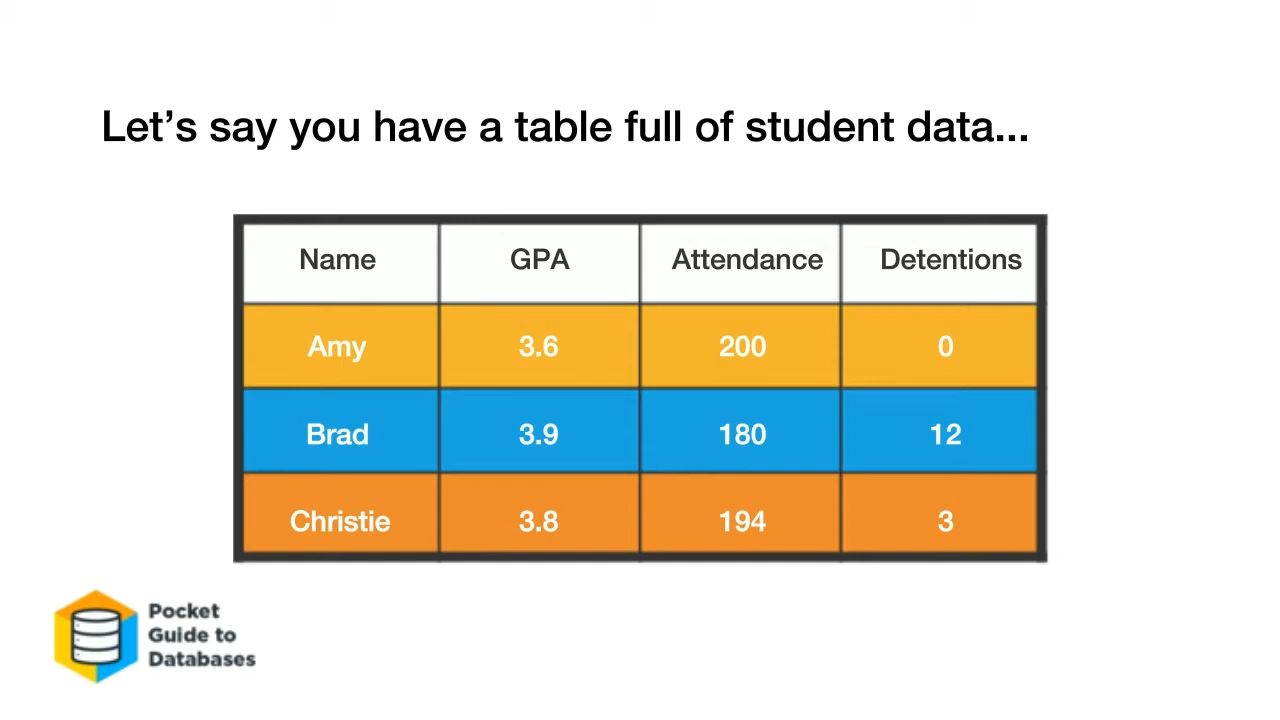 Let's say you have a table full of student data...
Name GPA Attendance Detentions
Amy 3.6 200 0
Brad 3.9 180 12
Christie 3.8 194 3
Pocket
Guide to
Databases